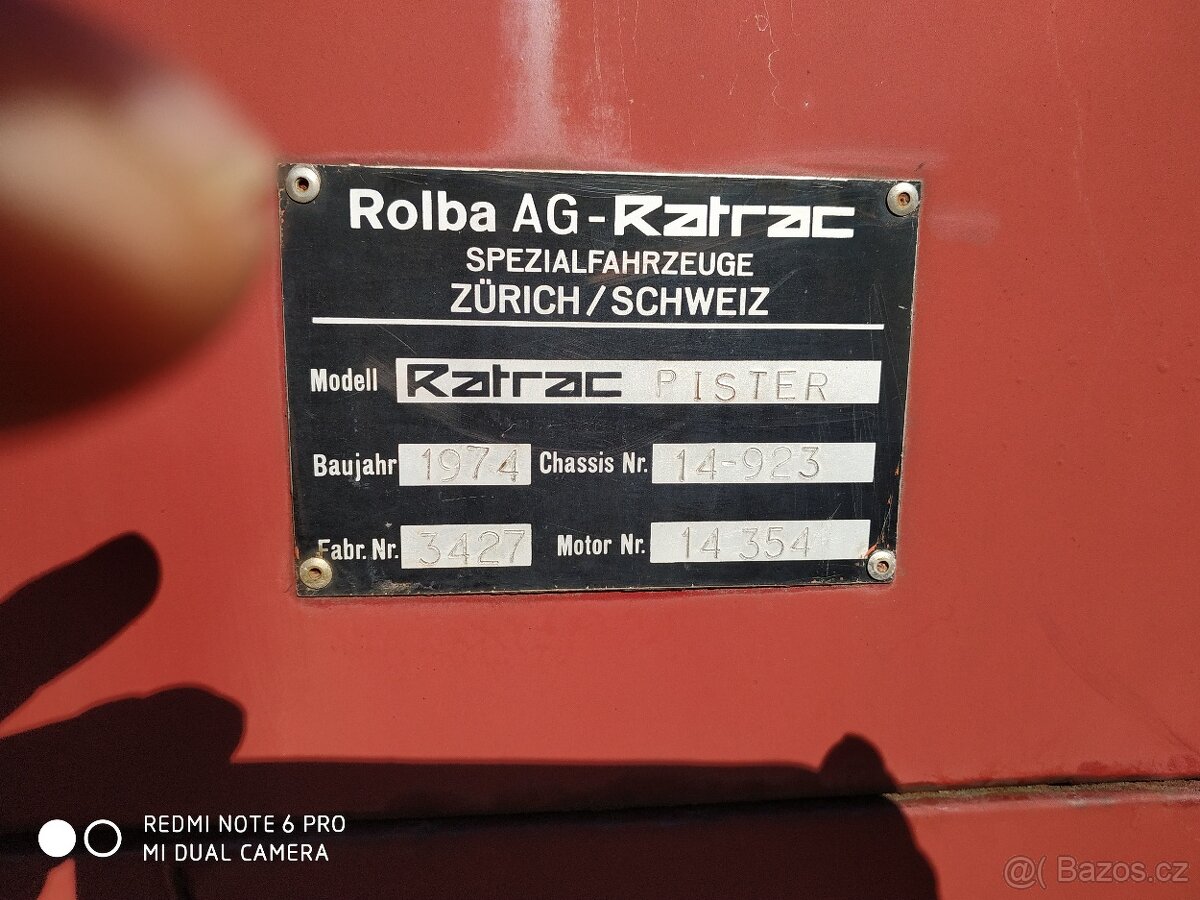 Rolba AG - Ratrac
SPEZIALFAHRZEUGE
ZÜRICH/SCHWEIZ
Modell Ratrac PISTER
Baujahr 1974 Chassis Nr. 14-923
Fabr. Nr. 3427 Motor Nr. 14 354
REDMI NOTE 6 PRO
MI DUAL CAMERA
@( Bazos.cz